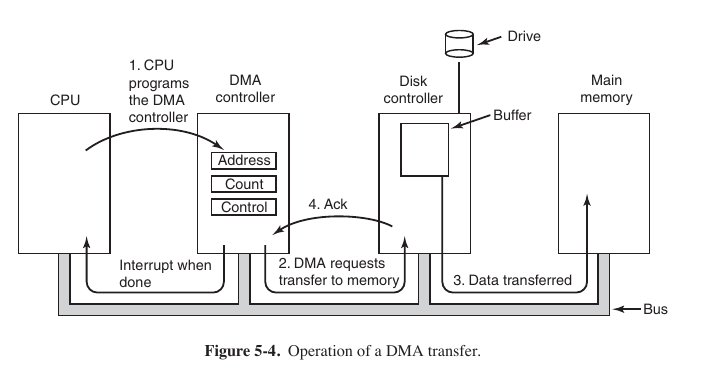 Drive
1. CPU
programs
the DMA
controller
DMA
controller
Disk
controller
Main
memory
CPU
Buffer
Address
Count
Control
4. Ack
Interrupt when
done
2. DMA requests
transfer to memory
3. Data transferred
Bus
Figure 5-4. Operation of a DMA transfer.